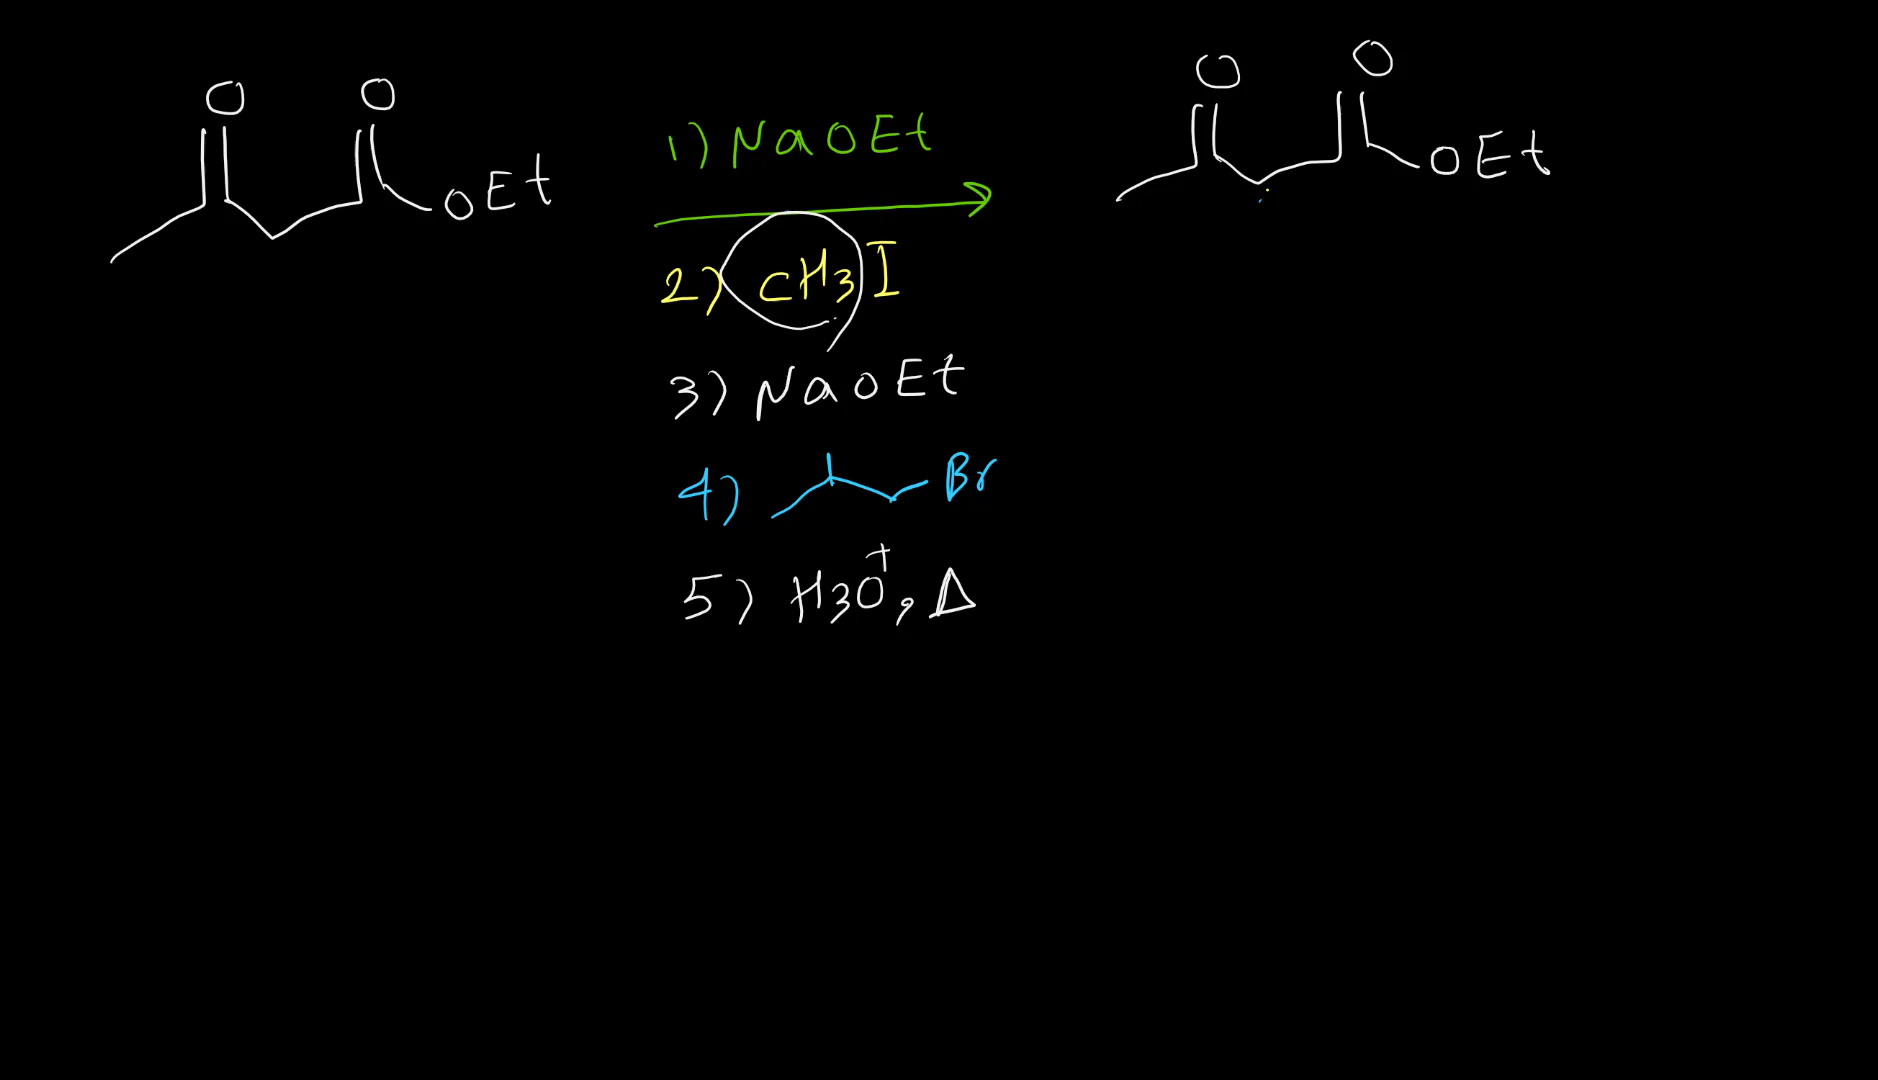 O O
OEt
1) NaOEt
2) CH3I
3) NaOEt
4) Br
5) H3O+, Δ
O O
OEt